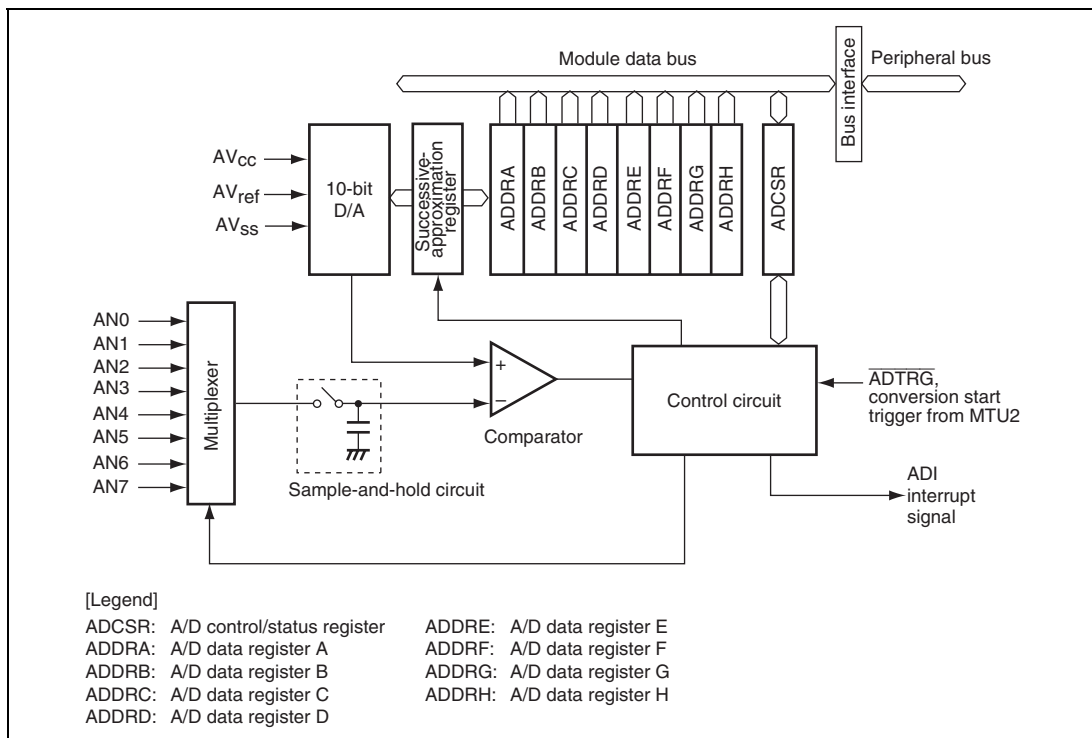 Module data bus
Bus interface
Peripheral bus
AVcc
AVref
AVss
10-bit
D/A
Successive-
approximation
register
ADDRA
ADDRB
ADDRC
ADDRD
ADDRE
ADDRF
ADDRG
ADDRH
ADCSR
AN0
AN1
AN2
AN3
AN4
AN5
AN6
AN7
Multiplexer
Sample-and-hold circuit
+
–
Comparator
Control circuit
ADTRG,
conversion start
trigger from MTU2
ADI
interrupt
signal
[Legend]
ADCSR: A/D control/status register
ADDRA: A/D data register A
ADDRB: A/D data register B
ADDRC: A/D data register C
ADDRD: A/D data register D
ADDRE: A/D data register E
ADDRF: A/D data register F
ADDRG: A/D data register G
ADDRH: A/D data register H